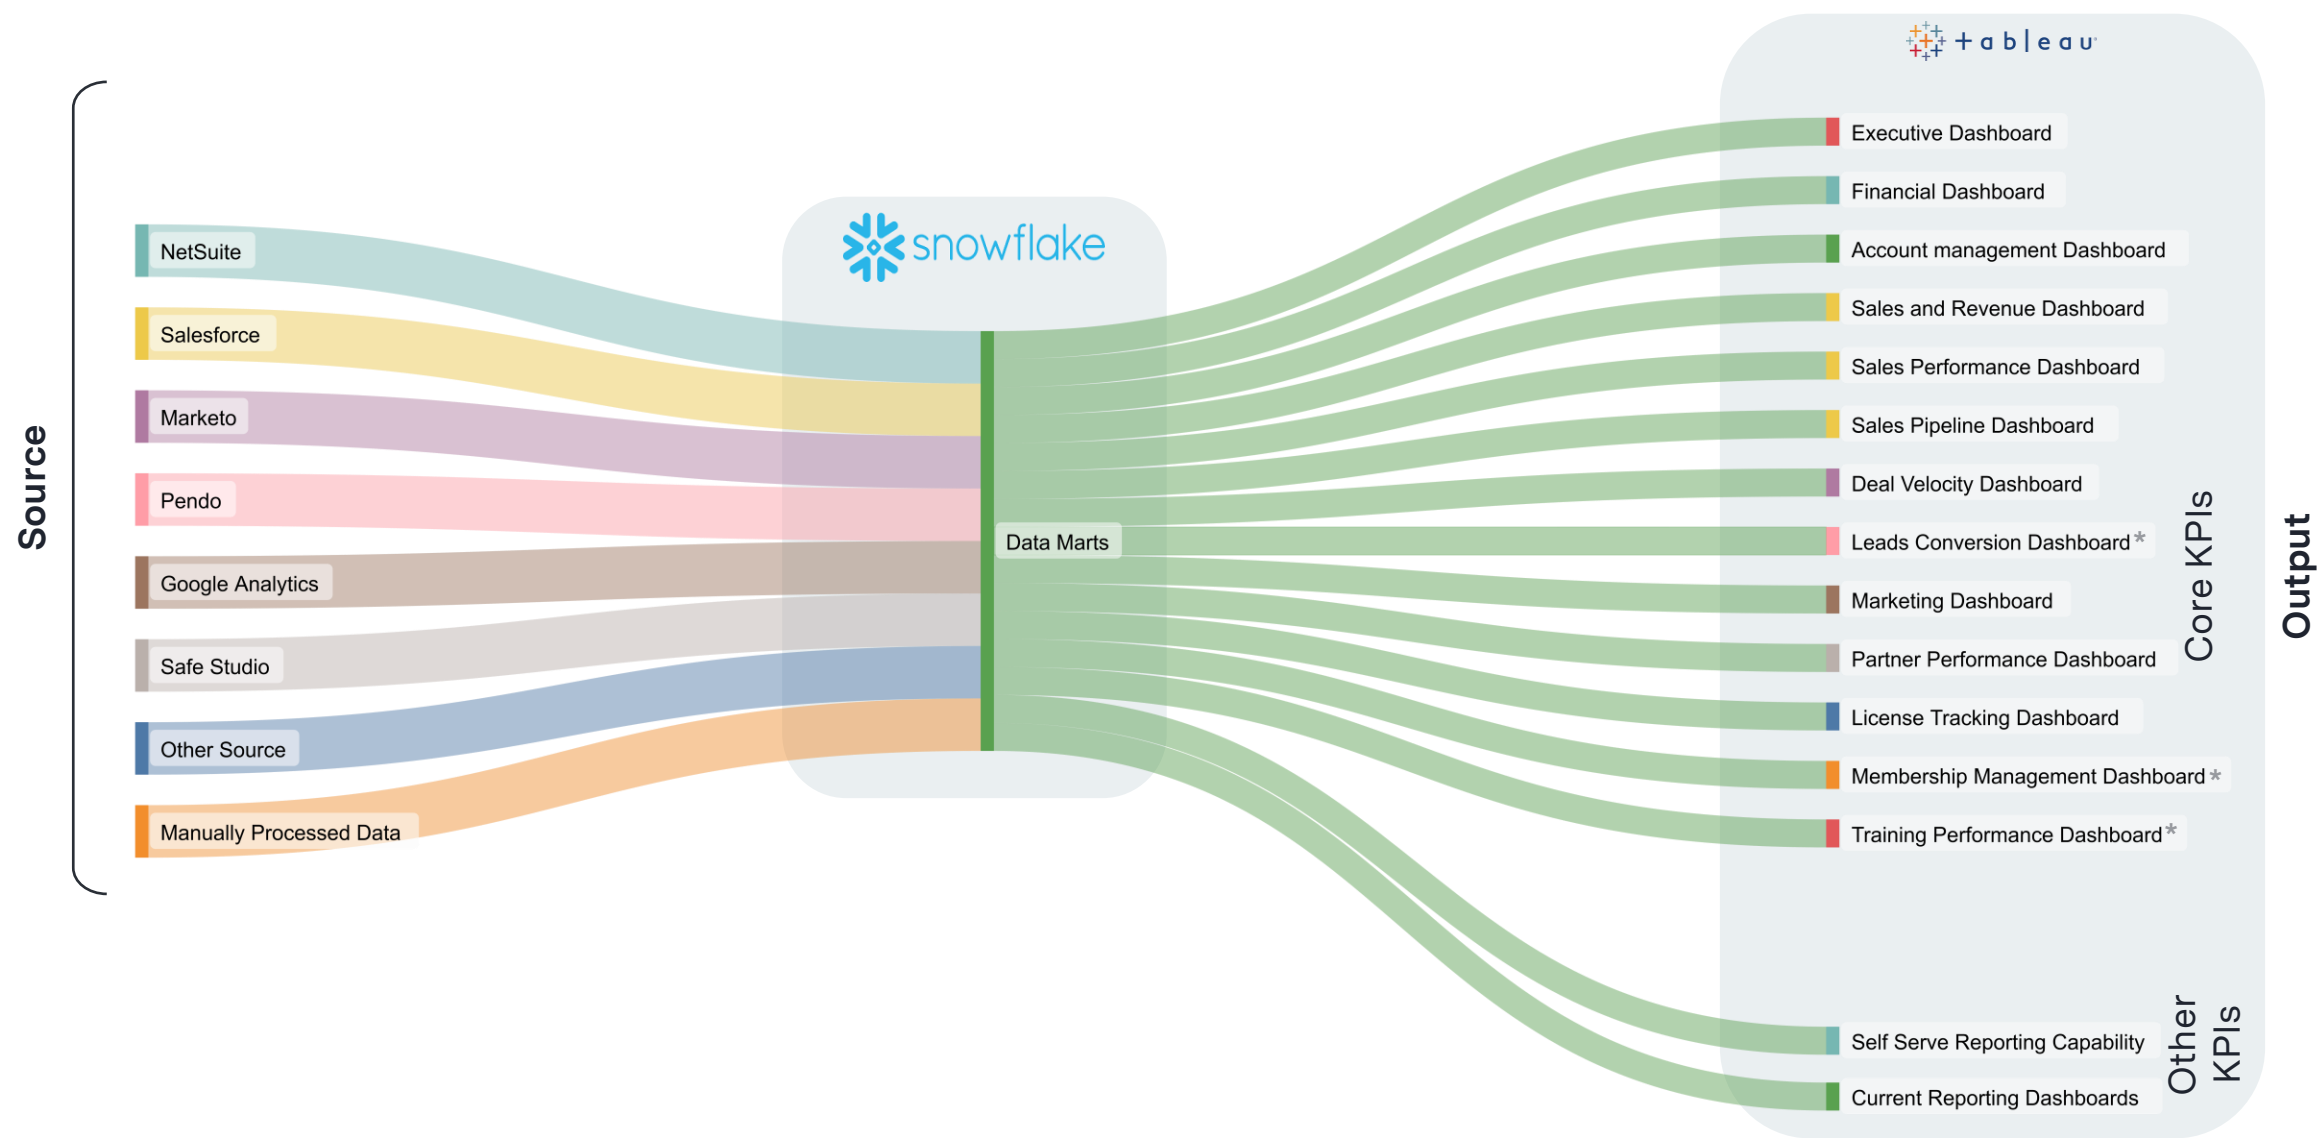 Source
NetSuite
Salesforce
Marketo
Pendo
Google Analytics
Safe Studio
Other Source
Manually Processed Data
snowflake
Data Marts
+ableau
Executive Dashboard
Financial Dashboard
Account management Dashboard
Sales and Revenue Dashboard
Sales Performance Dashboard
Sales Pipeline Dashboard
Deal Velocity Dashboard
Leads Conversion Dashboard*
Marketing Dashboard
Partner Performance Dashboard
License Tracking Dashboard
Membership Management Dashboard*
Training Performance Dashboard*
Core KPIs
Self Serve Reporting Capability
Current Reporting Dashboards
Other
KPIs
Output